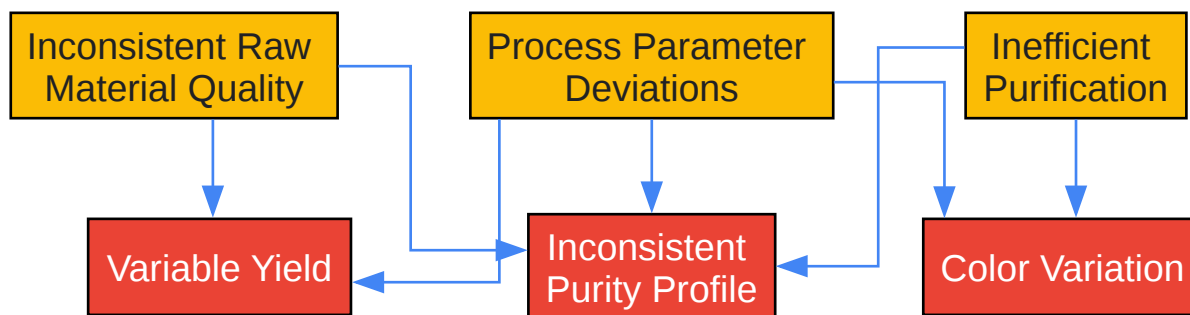 Inconsistent Raw
Material Quality
Process Parameter
Deviations
Inefficient
Purification
Variable Yield
Inconsistent
Purity Profile
Color Variation